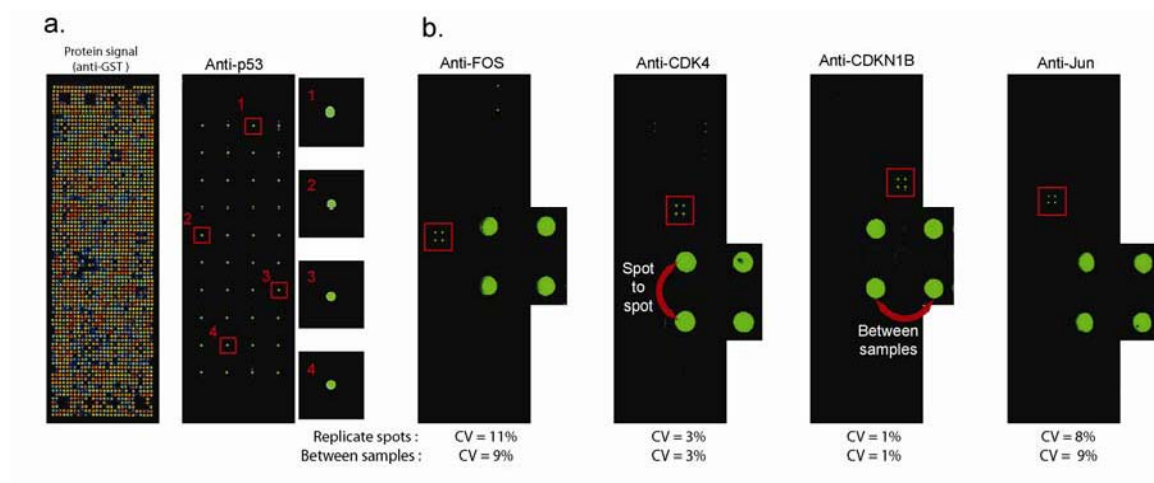 a.
Protein signal
(anti-GST )
Anti-p53
1
2
3
4
1
2
3
4
b.
Anti-FOS
Anti-CDK4
Anti-CDKN1B
Anti-Jun
Spot
to
spot
Between
samples
Replicate spots : CV = 11% CV = 3% CV = 1% CV = 8%
Between samples : CV = 9% CV = 3% CV = 1% CV = 9%